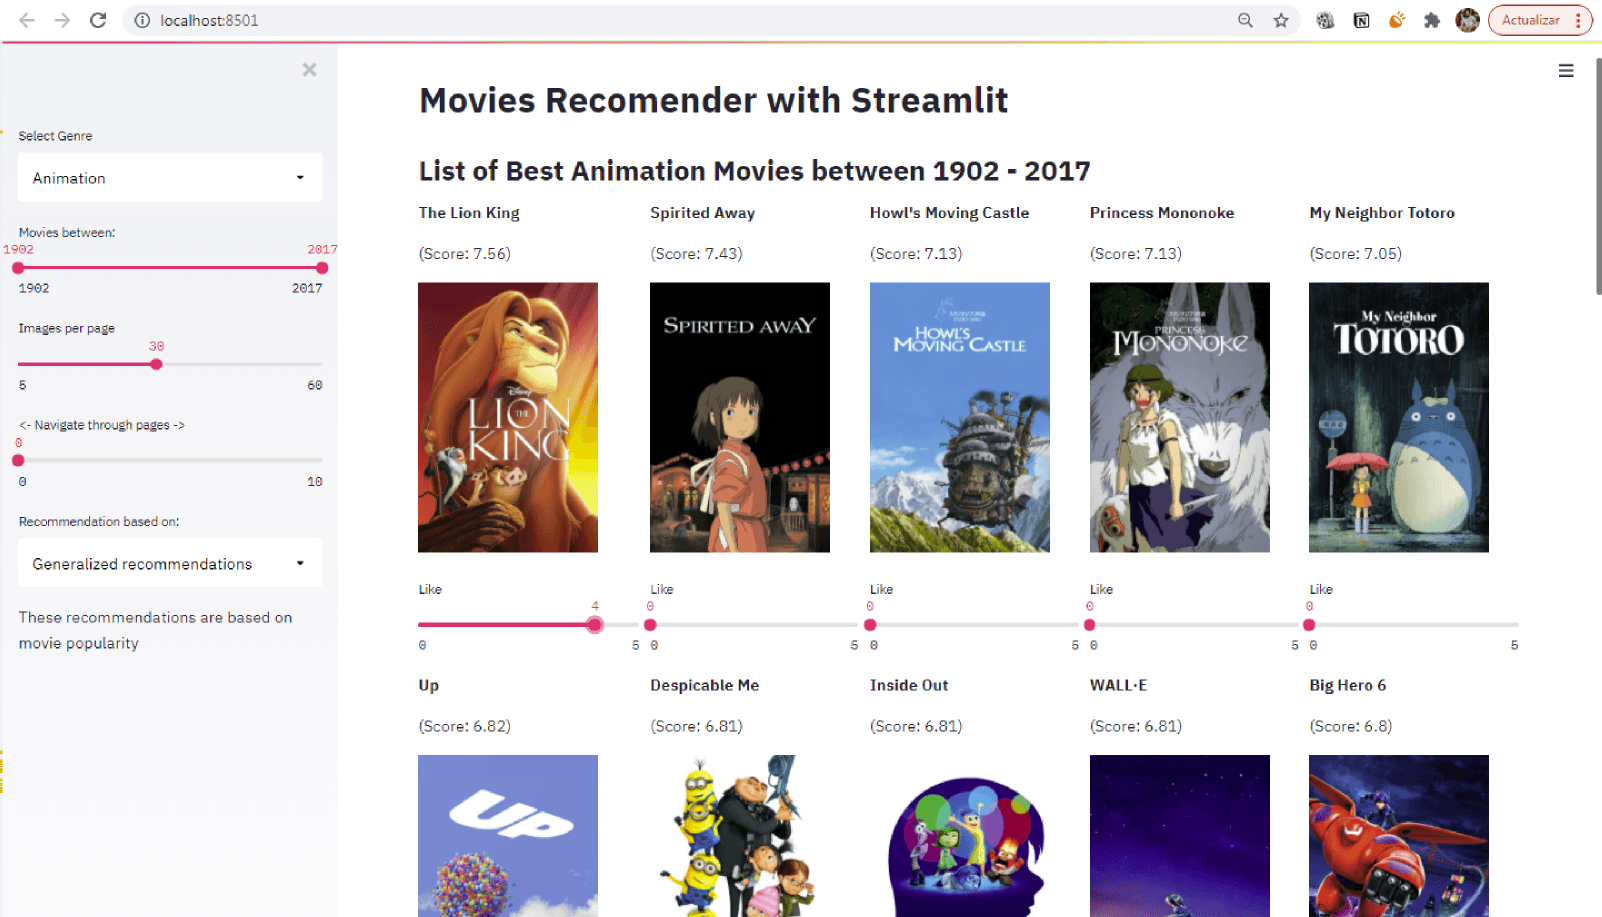 localhost:8501
Actualizar
Select Genre
Animation
Movies between:
1902 2017
1902 2017
Images per page
30
5 60
<- Navigate through pages ->
0
0 10
Recommendation based on:
Generalized recommendations
These recommendations are based on
movie popularity
Movies Recomender with Streamlit
List of Best Animation Movies between 1902 - 2017
The Lion King Spirited Away Howl's Moving Castle Princess Mononoke My Neighbor Totoro
(Score: 7.56) (Score: 7.43) (Score: 7.13) (Score: 7.13) (Score: 7.05)
Disney
THE
LION
KING
SPIRITED AWAY
HOWL'S
MOVING CASTLE
PRINCESS
MONONOKE
My Neighbor
TOTORO
Like Like Like Like Like
4 0 0 0 0
0 5 0 5 0 5 0 5 0 5
Up Despicable Me Inside Out WALL·E Big Hero 6
(Score: 6.82) (Score: 6.81) (Score: 6.81) (Score: 6.81) (Score: 6.8)
UP